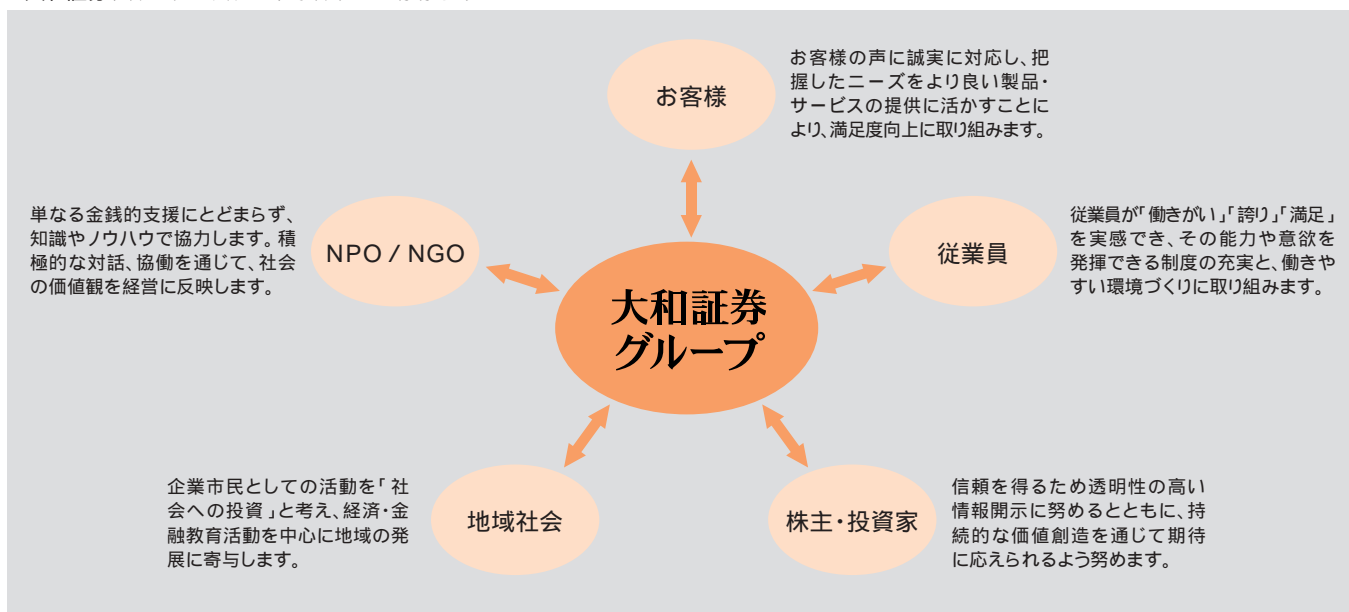 お客様
お客様の声に誠実に対応し、把
握したニーズをより良い製品・
サービスの提供に活かすことに
より、満足度向上に取り組みます。
単なる金銭的支援にとどまらず、
知識やノウハウで協力します。積
極的な対話、協働を通じて、社会
の価値観を経営に反映します。
NPO / NGO
従業員
従業員が「働きがい」「誇り」「満足」
を実感でき、その能力や意欲を
発揮できる制度の充実と、働きや
すい環境づくりに取り組みます。
大和証券
グループ
企業市民としての活動を「社
会への投資」と考え、経済・金
融教育活動を中心に地域の発
展に寄与します。
地域社会
株主・投資家
信頼を得るため透明性の高い
情報開示に努めるとともに、持
続的な価値創造を通じて期待
に応えられるよう努めます。